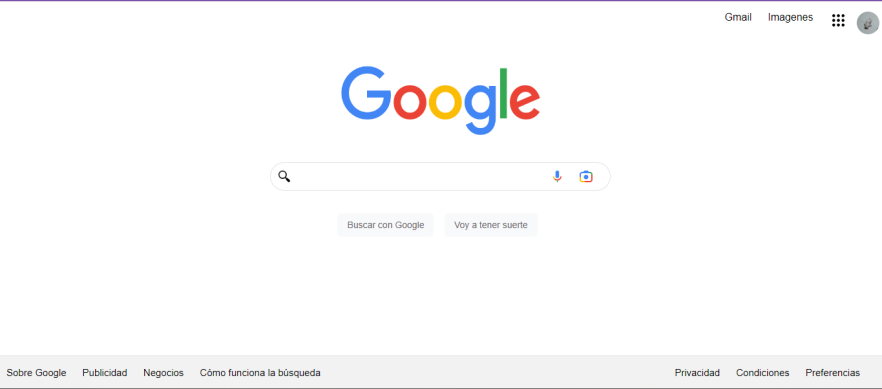 Gmail Imagenes
Google
Buscar con Google Voy a tener suerte
Sobre Google Publicidad Negocios Cómo funciona la búsqueda Privacidad Condiciones Preferencias